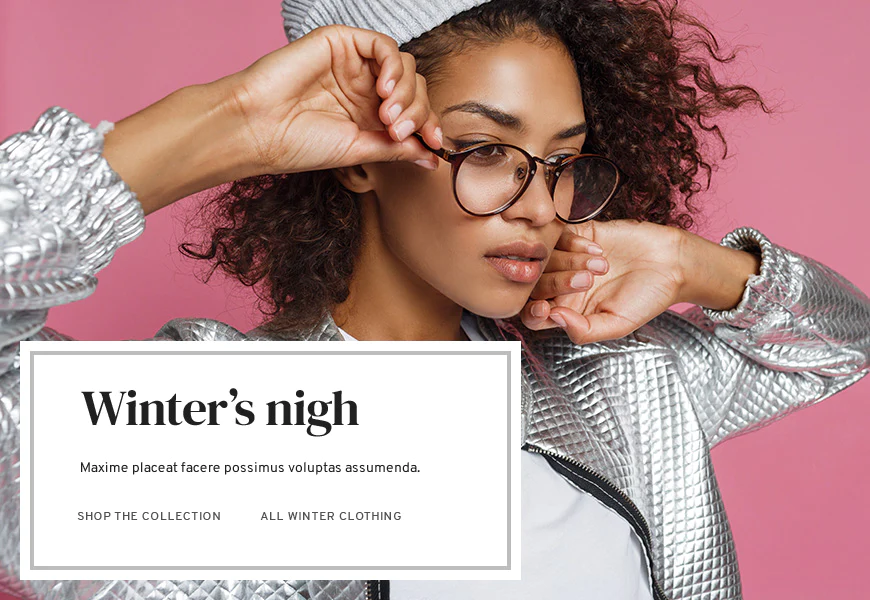 Winter’s nigh
Maxime placeat facere possimus voluptas assumenda.
SHOP THE COLLECTION ALL WINTER CLOTHING